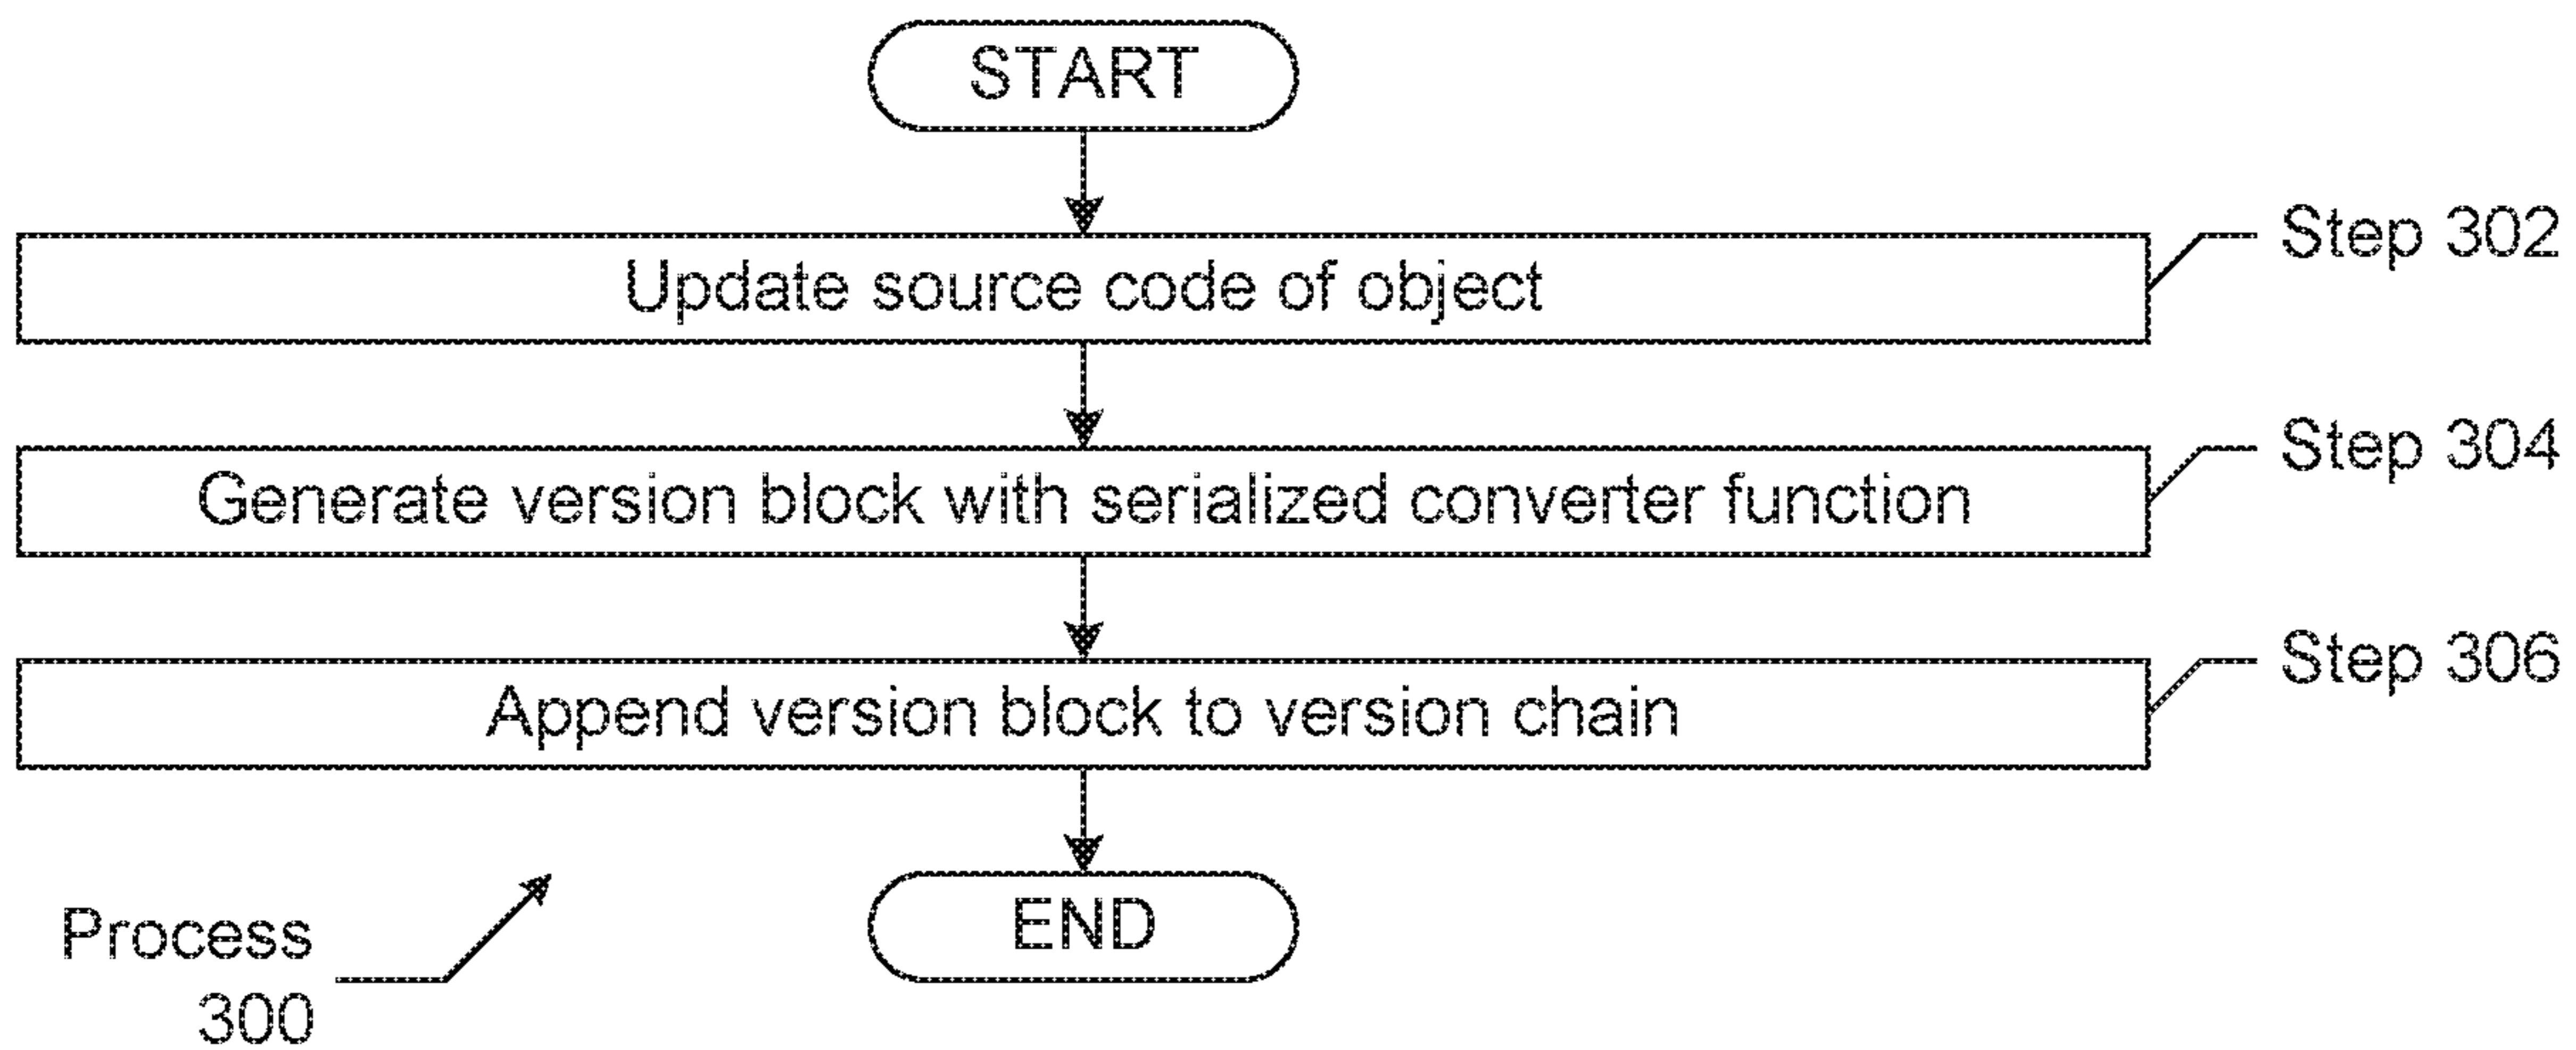 START
Step 302
Update source code of object
Step 304
Generate version block with serialized converter function
Step 306
Append version block to version chain
END
Process
300